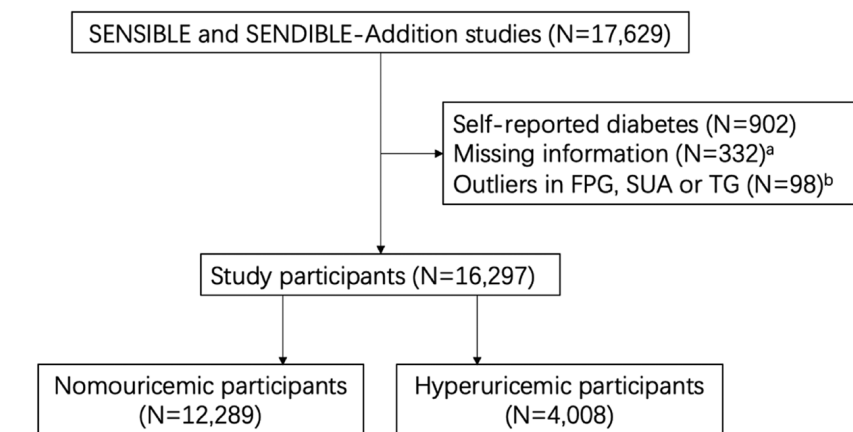 SENSIBLE and SENDIBLE-Addition studies (N=17,629)
Self-reported diabetes (N=902)
Missing information (N=332)ᵃ
Outliers in FPG, SUA or TG (N=98)ᵇ
Study participants (N=16,297)
Nomouricemic participants
(N=12,289)
Hyperuricemic participants
(N=4,008)